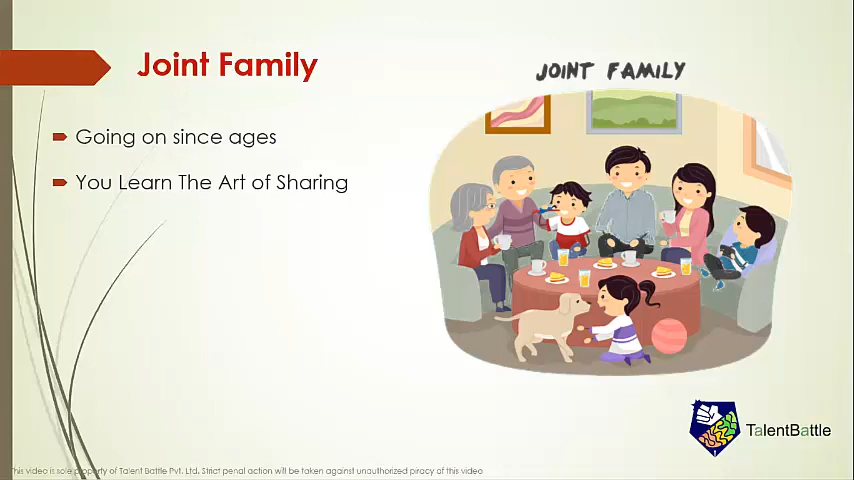 Joint Family
JOINT FAMILY
Going on since ages
You Learn The Art of Sharing
TalentBattle
This video is sole property of Talent Battle Pvt. Ltd. Strict penal action will be taken against unauthorized piracy of this video